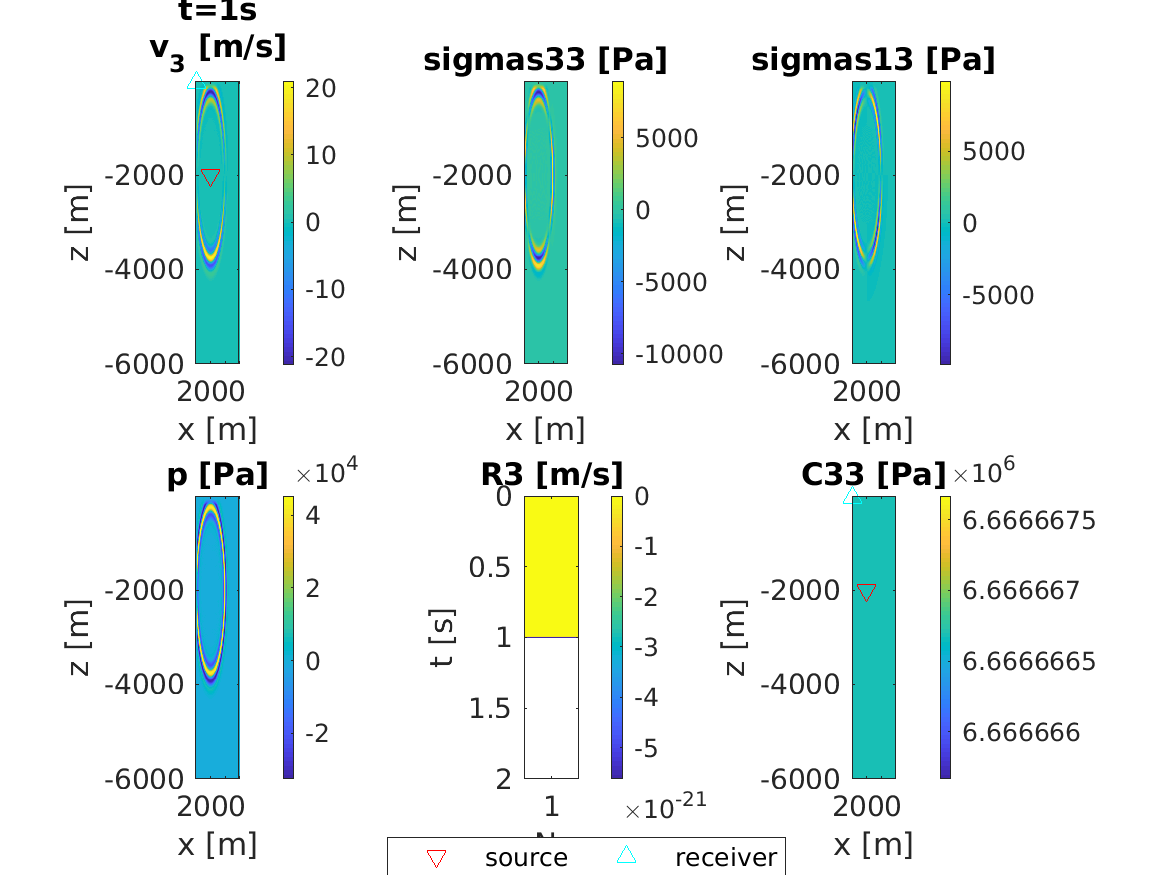 t=1s
v3 [m/s]
20
10
0
-10
-20
-2000
-4000
-6000
z [m]
2000
x [m]
sigmas33 [Pa]
5000
0
-5000
-10000
-2000
-4000
-6000
z [m]
2000
x [m]
sigmas13 [Pa]
5000
0
-5000
-2000
-4000
-6000
z [m]
2000
x [m]
p [Pa]
×10^4
4
2
0
-2
-2000
-4000
-6000
z [m]
2000
x [m]
R3 [m/s]
0
0.5
1
1.5
2
t [s]
0
-1
-2
-3
-4
-5
1
×10^-21
C33 [Pa]
×10^6
6.6666675
6.666667
6.6666665
6.666666
-2000
-4000
-6000
z [m]
2000
x [m]
source
receiver